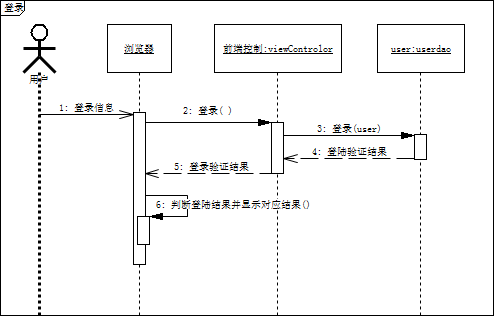 登录
浏览器
前端控制:viewControlor
user:userdao
用户
1: 登录信息
2: 登录( )
3: 登录(user)
4: 登陆验证结果
5: 登录验证结果
6: 判断登陆结果并显示对应结果()